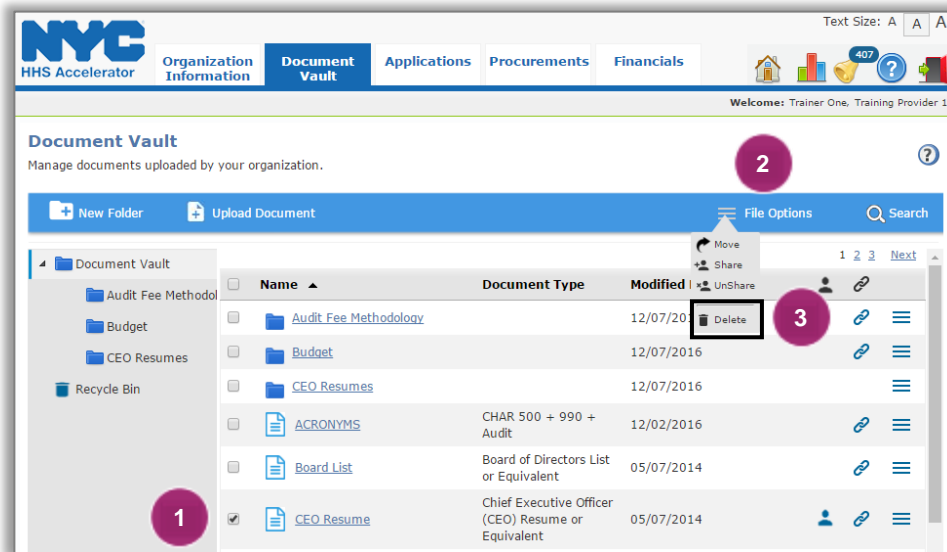 Text Size: A A A
NYC
HHS Accelerator
Organization
Information
Document
Vault
Applications
Procurements
Financials
407
?
Welcome: Trainer One, Training Provider 1
Document Vault
Manage documents uploaded by your organization.
?
2
New Folder
Upload Document
File Options
Search
Move
Share
UnShare
Delete
3
1 2 3 Next
Document Vault
Audit Fee Methodol
Budget
CEO Resumes
Recycle Bin
Name ▲ Document Type Modified
Audit Fee Methodology 12/07/201
Budget 12/07/2016
CEO Resumes 12/07/2016
ACRONYMS CHAR 500 + 990 +
Audit 12/02/2016
Board List Board of Directors List
or Equivalent 05/07/2014
1
CEO Resume Chief Executive Officer
(CEO) Resume or
Equivalent 05/07/2014